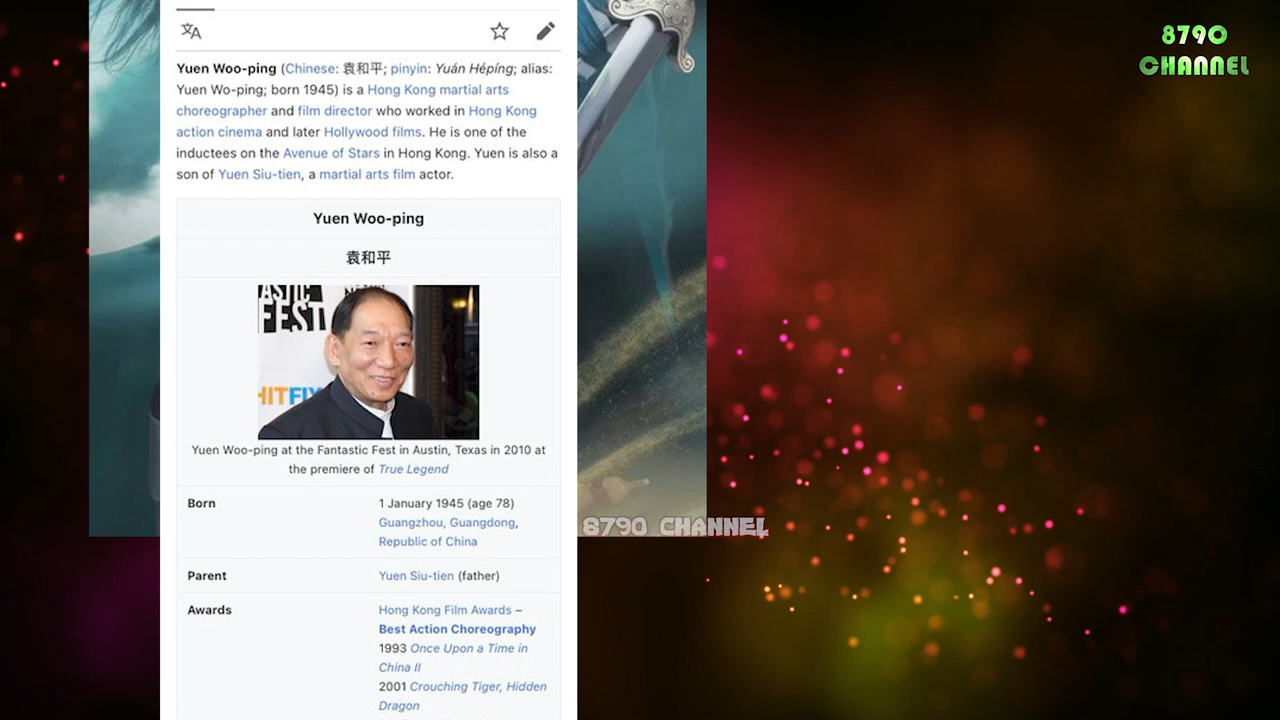 8790
CHANNEL
Yuen Woo-ping (Chinese: 袁和平; pinyin: Yuán Hépíng; alias:
Yuen Wo-ping; born 1945) is a Hong Kong martial arts
choreographer and film director who worked in Hong Kong
action cinema and later Hollywood films. He is one of the
inductees on the Avenue of Stars in Hong Kong. Yuen is also a
son of Yuen Siu-tien, a martial arts film actor.
Yuen Woo-ping
袁和平
FEST
HITFIX
Yuen Woo-ping at the Fantastic Fest in Austin, Texas in 2010 at
the premiere of True Legend
Born
1 January 1945 (age 78)
Guangzhou, Guangdong,
Republic of China
8790 CHANNEL
Parent
Yuen Siu-tien (father)
Awards
Hong Kong Film Awards –
Best Action Choreography
1993 Once Upon a Time in
China II
2001 Crouching Tiger, Hidden
Dragon